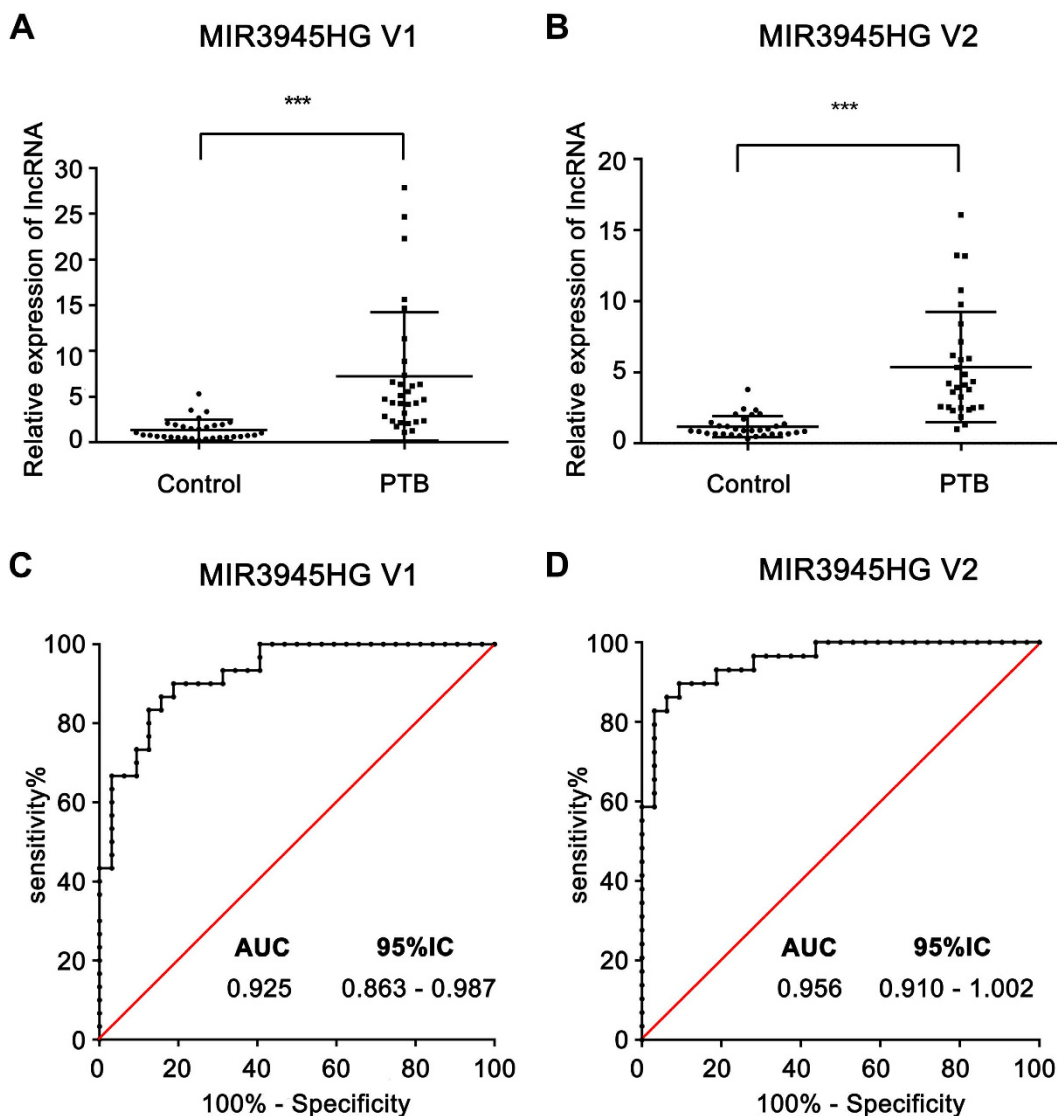 A
MIR3945HG V1
***
Relative expression of lncRNA
30
25
20
15
10
5
0
Control
PTB
B
MIR3945HG V2
***
Relative expression of lncRNA
20
15
10
5
0
Control
PTB
C
MIR3945HG V1
sensitivity%
100
80
60
40
20
0
AUC 95%IC
0.925 0.863 - 0.987
0 20 40 60 80 100
100% - Specificity
D
MIR3945HG V2
sensitivity%
100
80
60
40
20
0
AUC 95%IC
0.956 0.910 - 1.002
0 20 40 60 80 100
100% - Specificity